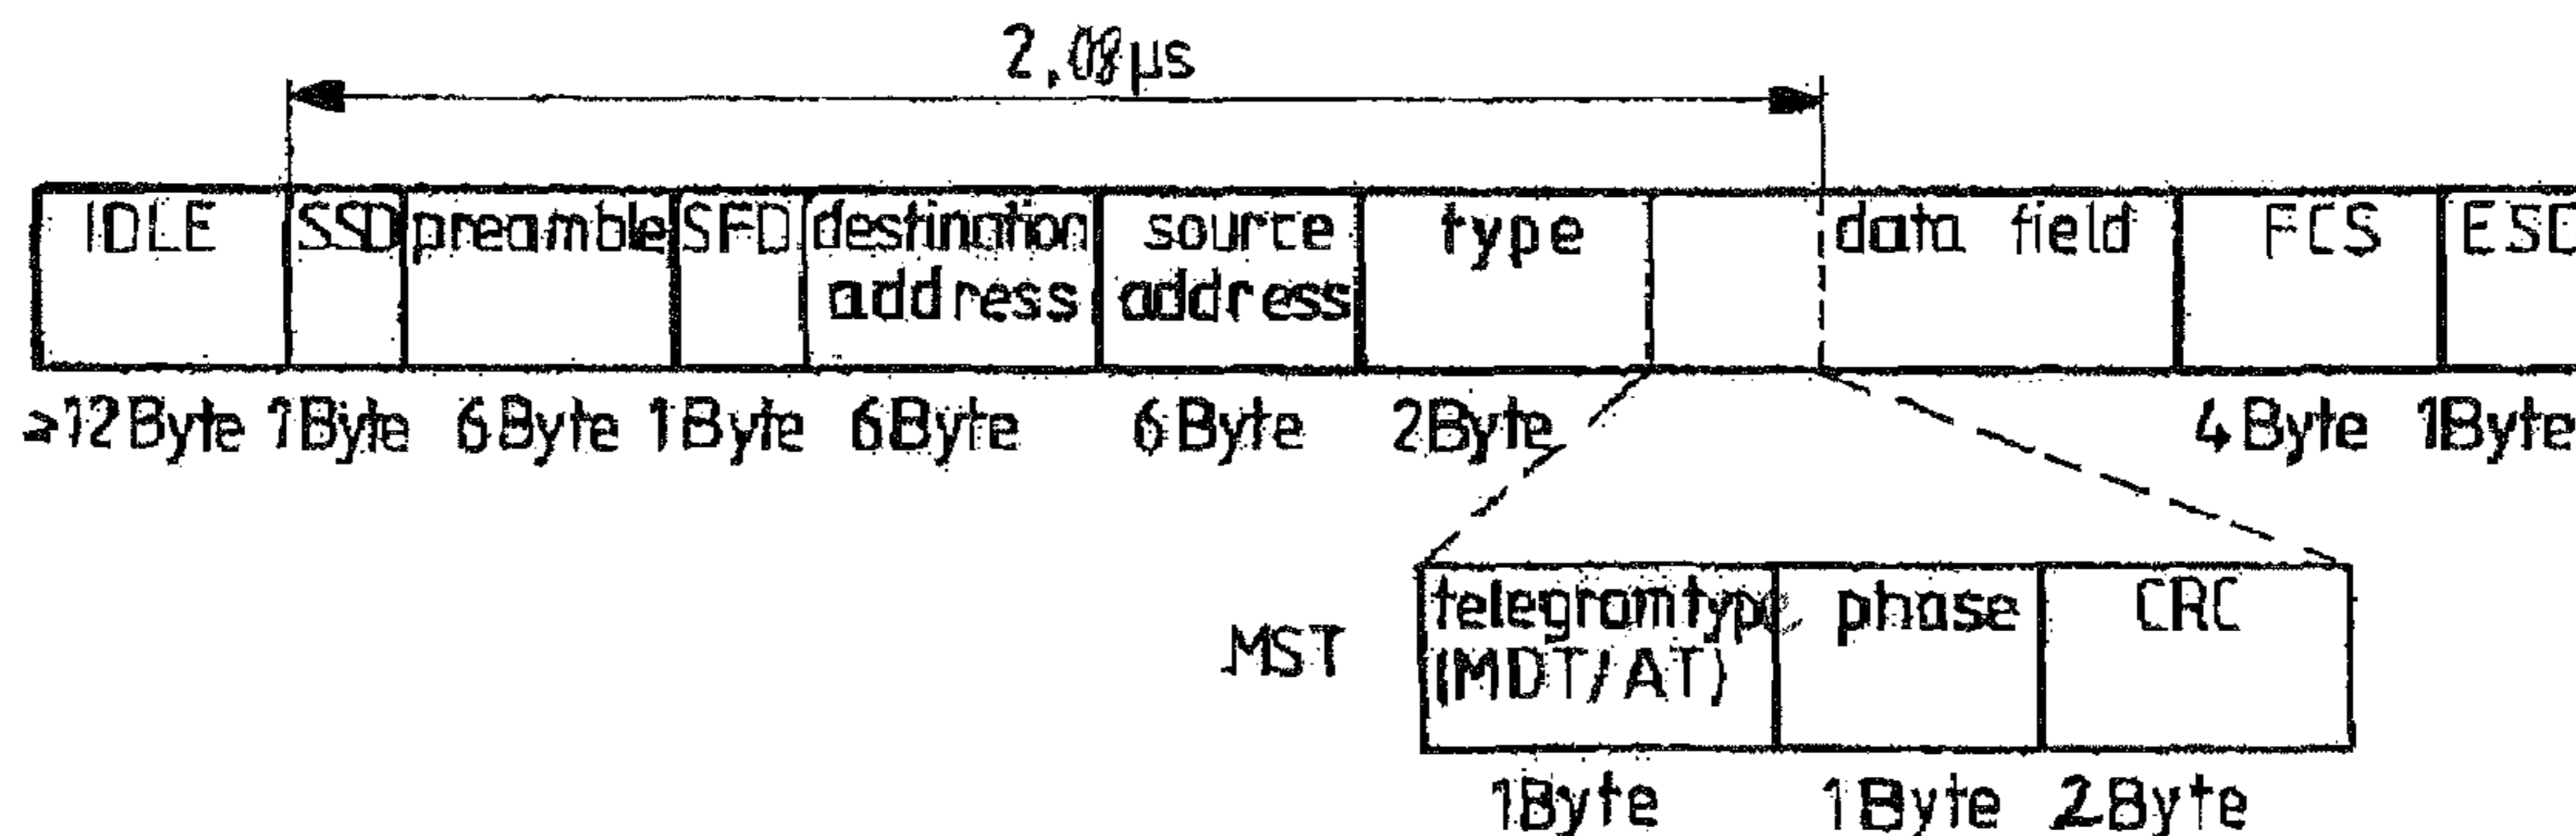 2,08µs
IDLE SSD preamble SFD destination address source address type data field FCS ESC
≥12Byte 1Byte 6Byte 1Byte 6Byte 6Byte 2Byte 4Byte 1Byte
MST telegramtype (MDT/AT) phase CRC
1Byte 1Byte 2Byte